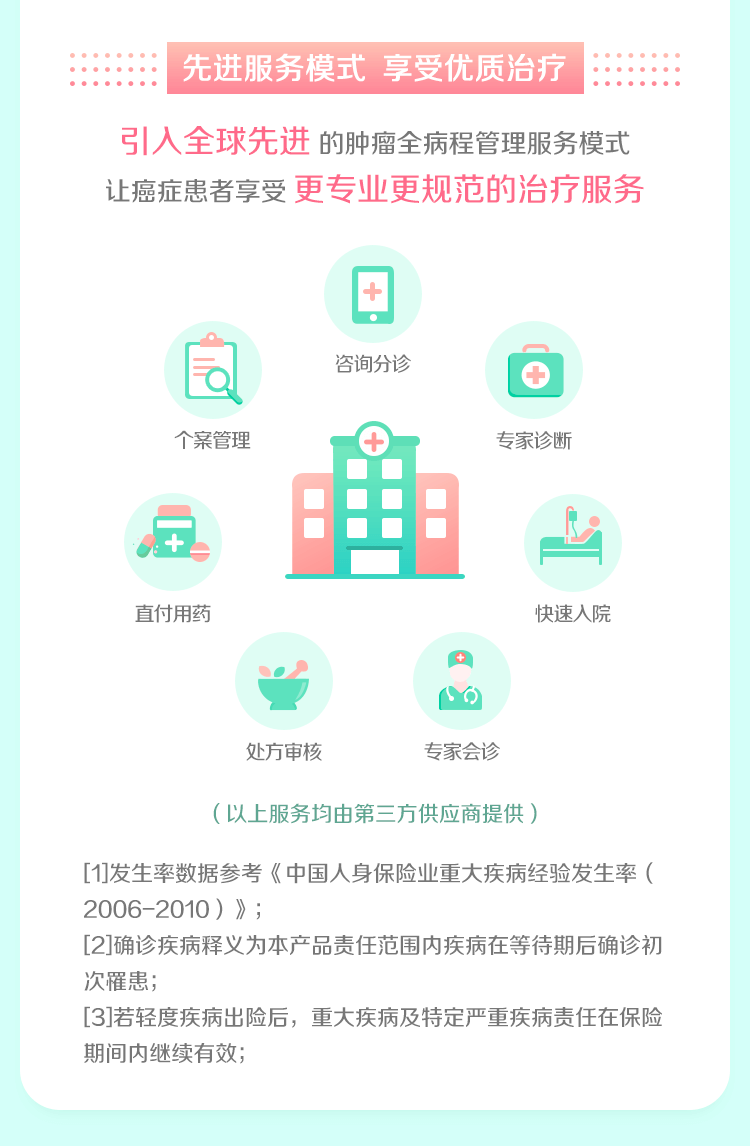 先进服务模式 享受优质治疗
引入全球先进 的肿瘤全病程管理服务模式
让癌症患者享受 更专业更规范的治疗服务
咨询分诊
个案管理
专家诊断
直付用药
快速入院
处方审核
专家会诊
（以上服务均由第三方供应商提供）
[1]发生率数据参考《中国人身保险业重大疾病经验发生率（
2006-2010）》；
[2]确诊疾病释义为本产品责任范围内疾病在等待期后确诊初
次罹患；
[3]若轻度疾病出险后，重大疾病及特定严重疾病责任在保险
期间内继续有效；